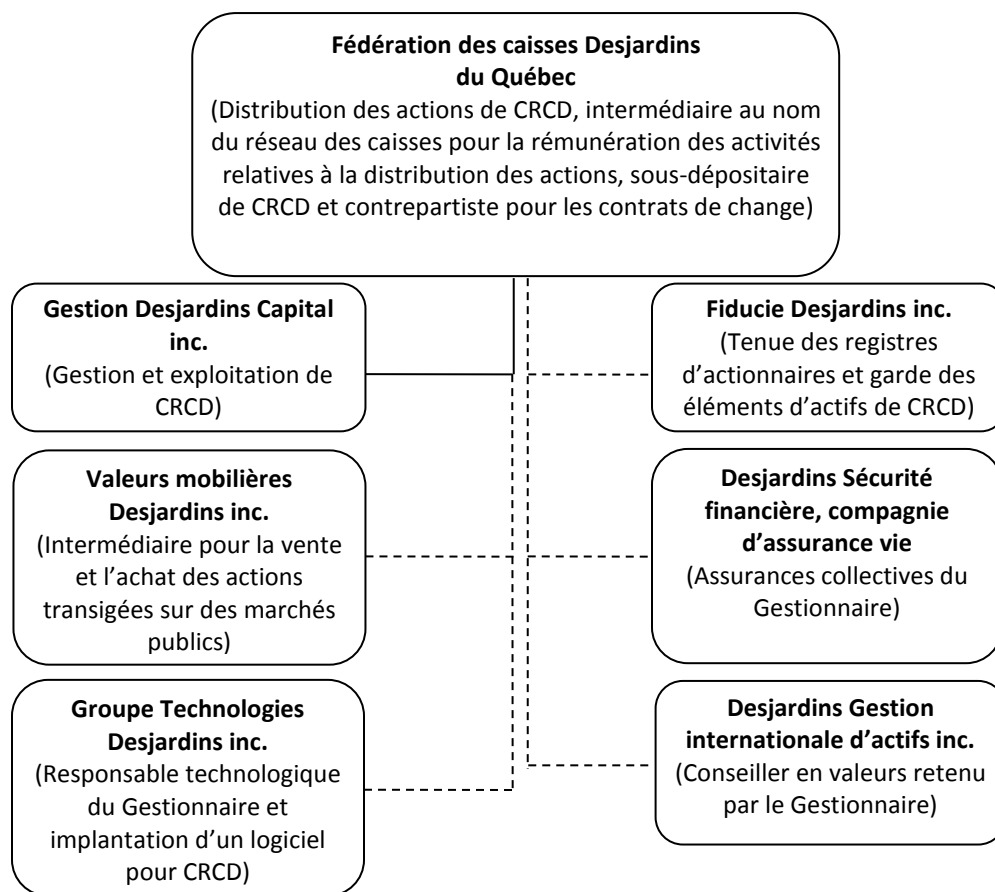 Fédération des caisses Desjardins
du Québec
(Distribution des actions de CRCD, intermédiaire au nom
du réseau des caisses pour la rémunération des activités
relatives à la distribution des actions, sous-dépositaire
de CRCD et contrepartiste pour les contrats de change)
Gestion Desjardins Capital
inc.
(Gestion et exploitation de
CRCD)
Fiducie Desjardins inc.
(Tenue des registres
d’actionnaires et garde des
éléments d’actifs de CRCD)
Valeurs mobilières
Desjardins inc.
(Intermédiaire pour la vente
et l’achat des actions
transigées sur des marchés
publics)
Desjardins Sécurité
financière, compagnie
d’assurance vie
(Assurances collectives du
Gestionnaire)
Groupe Technologies
Desjardins inc.
(Responsable technologique
du Gestionnaire et
implantation d’un logiciel
pour CRCD)
Desjardins Gestion
internationale d’actifs inc.
(Conseiller en valeurs retenu
par le Gestionnaire)